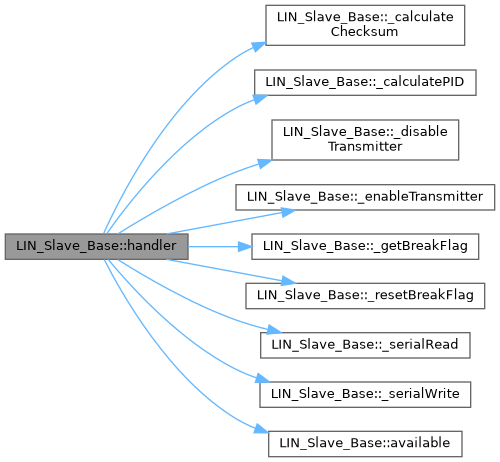 LIN_Slave_Base::_calculate
Checksum
LIN_Slave_Base::_calculatePID
LIN_Slave_Base::_disable
Transmitter
LIN_Slave_Base::_enableTransmitter
LIN_Slave_Base::handler
LIN_Slave_Base::_getBreakFlag
LIN_Slave_Base::_resetBreakFlag
LIN_Slave_Base::_serialRead
LIN_Slave_Base::_serialWrite
LIN_Slave_Base::available